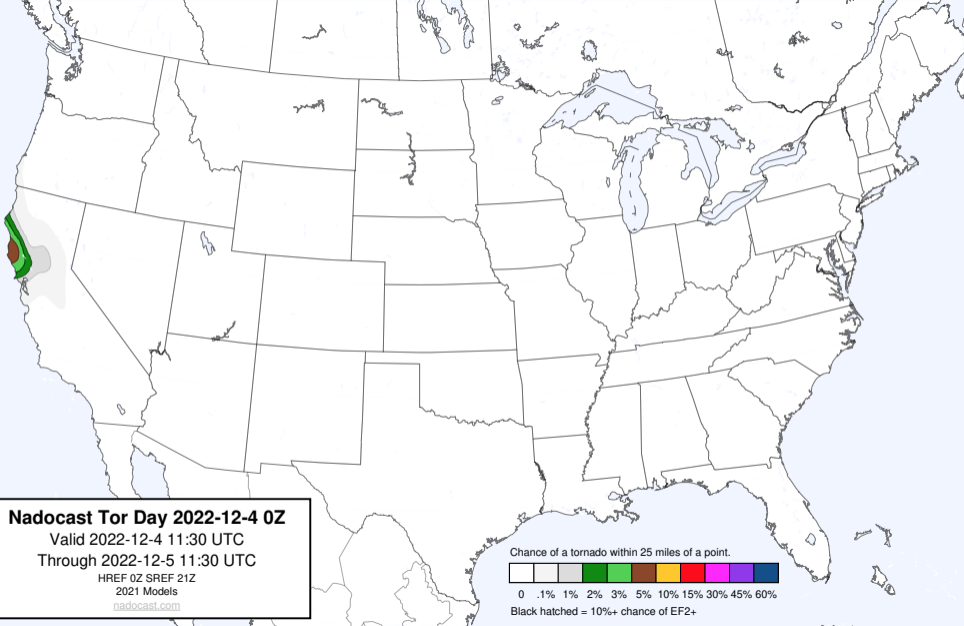 Nadocast Tor Day 2022-12-4 0Z
Valid 2022-12-4 11:30 UTC
Through 2022-12-5 11:30 UTC
HREF 0Z SREF 21Z
2021 Models
nadocast.com
Chance of a tornado within 25 miles of a point.
0 .1% 1% 2% 3% 5% 10% 15% 30% 45% 60%
Black hatched = 10%+ chance of EF2+